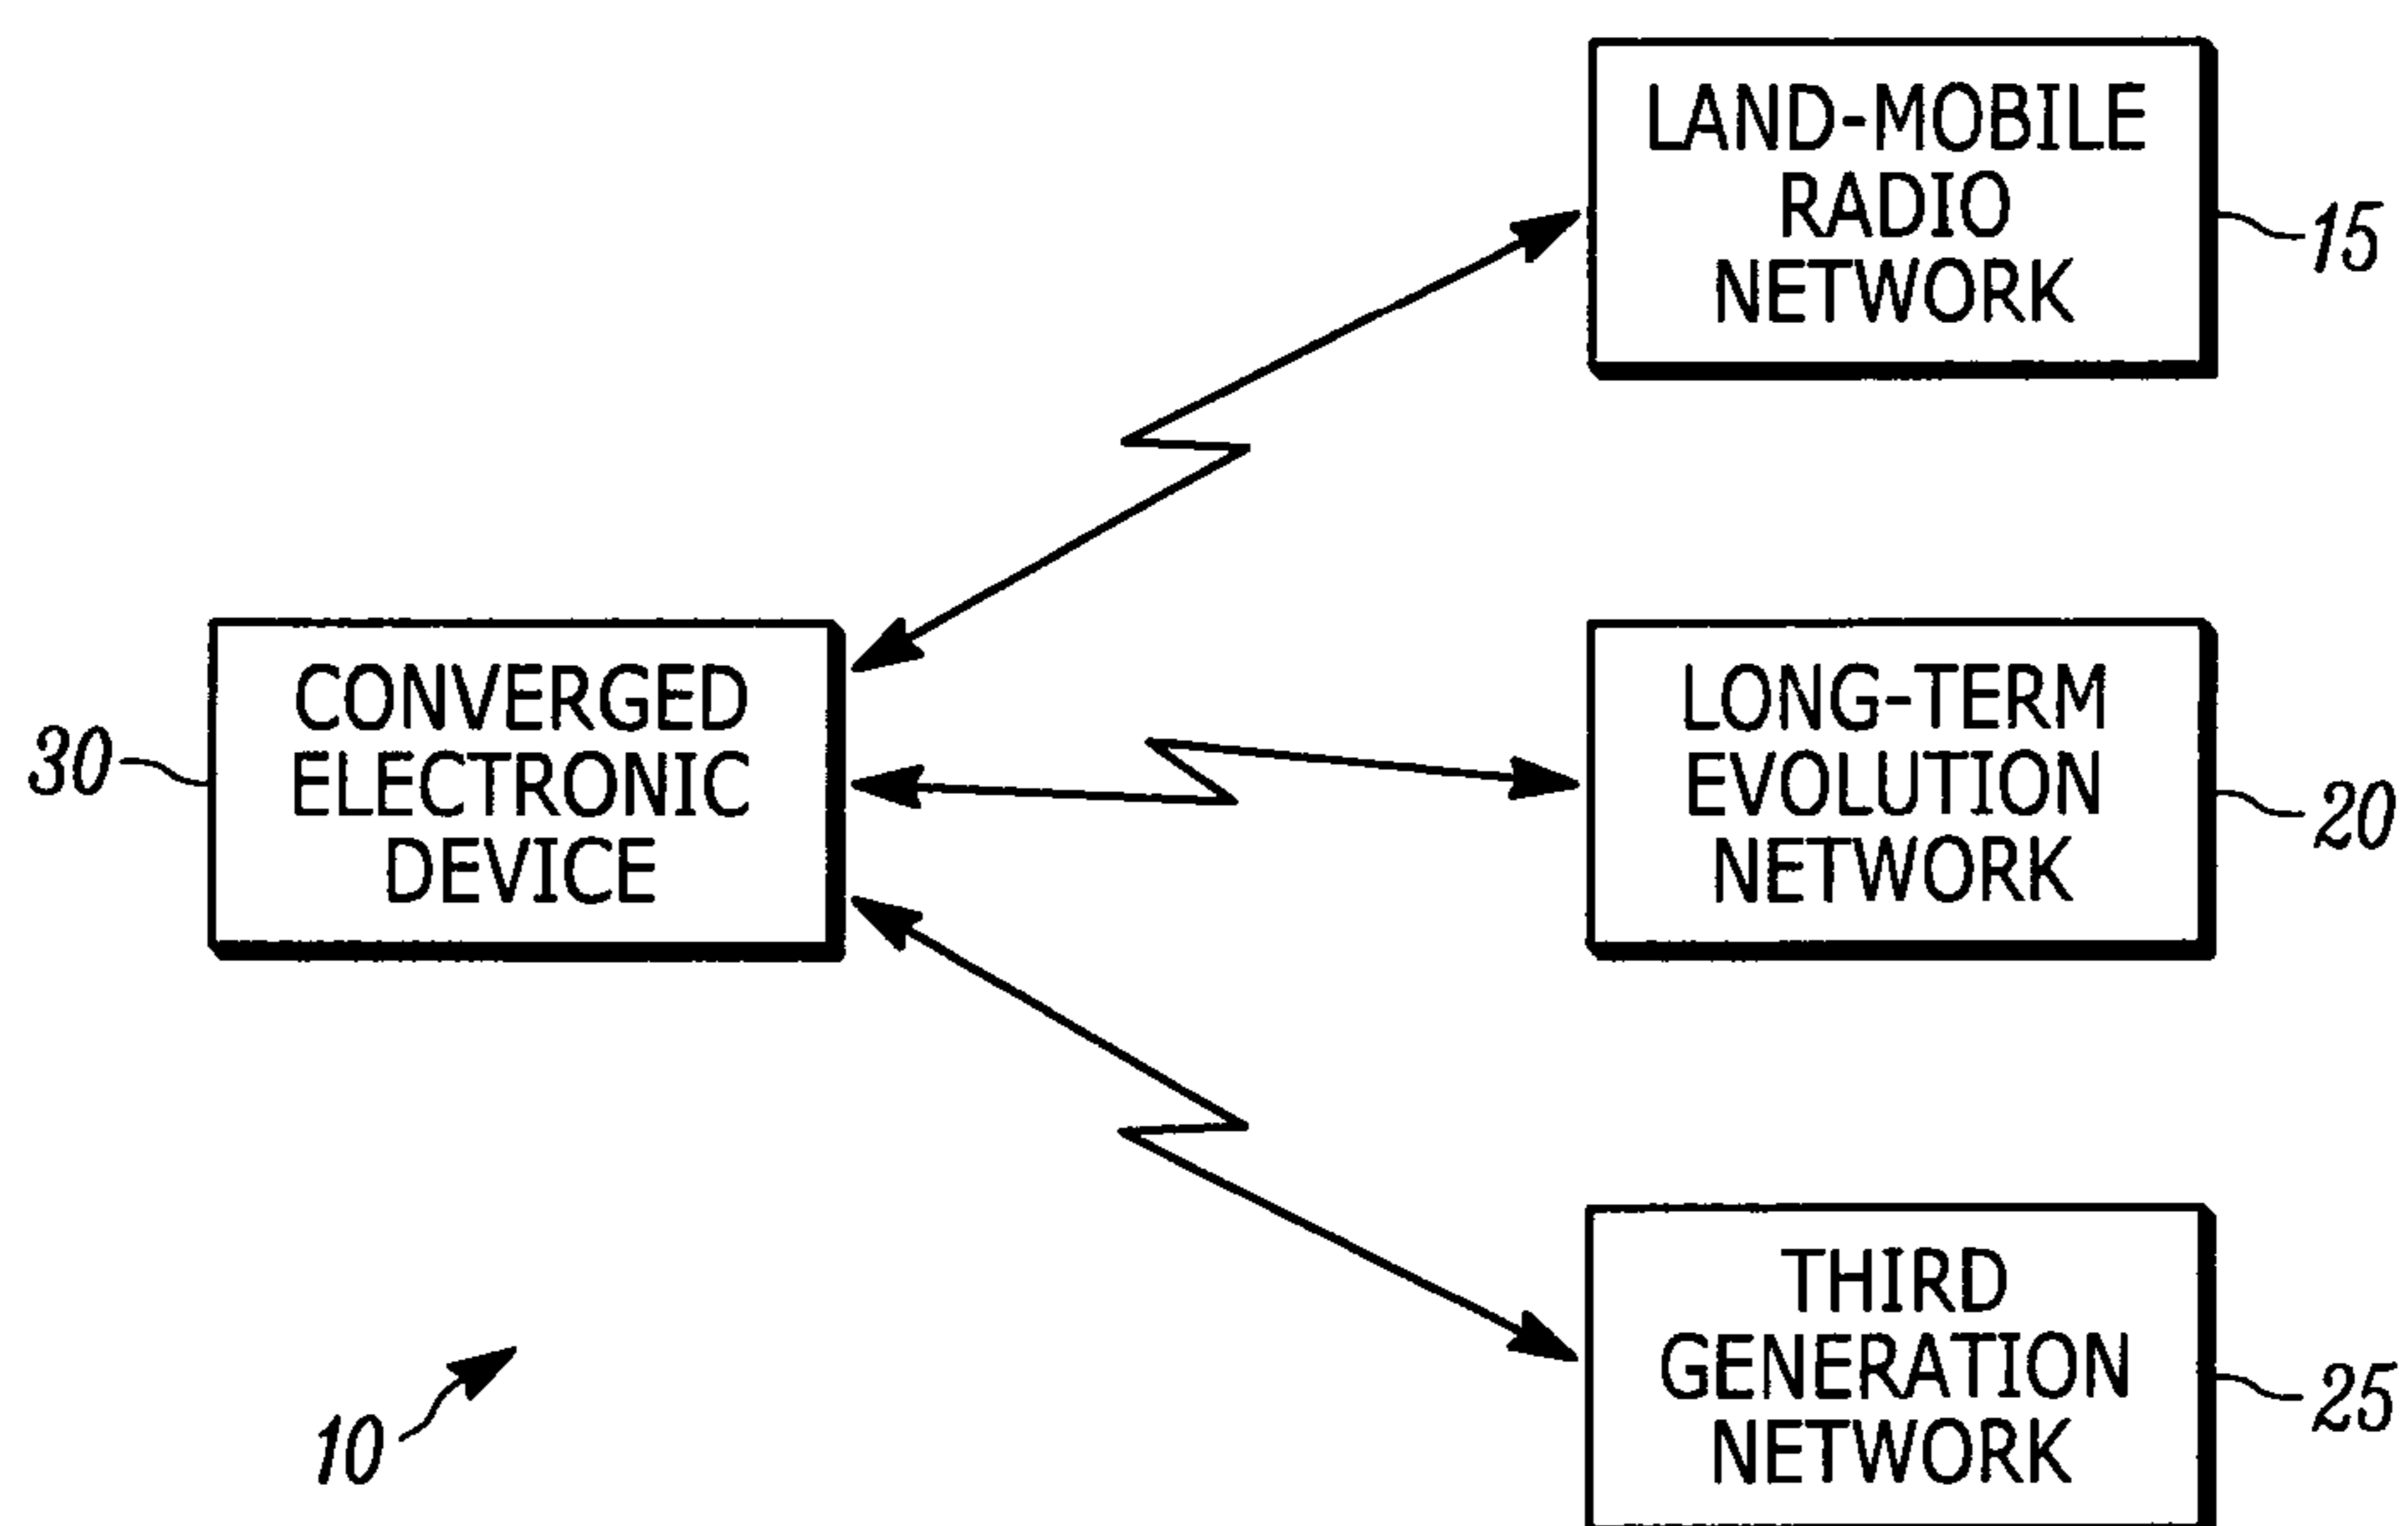 LAND-MOBILE
RADIO
NETWORK
15
CONVERGED
ELECTRONIC
DEVICE
30
LONG-TERM
EVOLUTION
NETWORK
20
THIRD
GENERATION
NETWORK
25
10